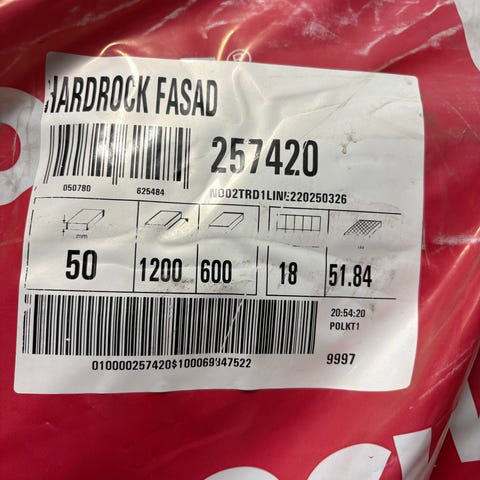 HARDROCK FASAD
257420
050780 625484
N002TRD1LINE220250326
mm
50 1200 600 18 51.84
20:54:20
POLKT1
010000257420$100069347522
9997